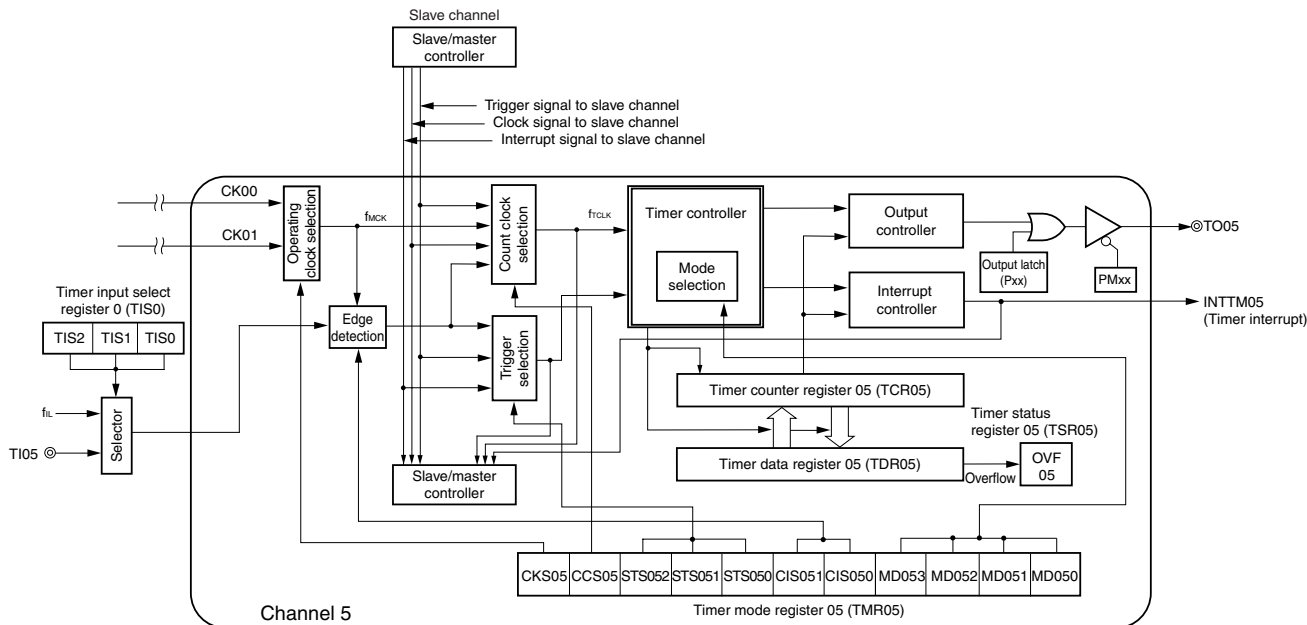 Slave channel
Slave/master
controller
Trigger signal to slave channel
Clock signal to slave channel
Interrupt signal to slave channel
CK00
CK01
Operating
clock selection
fMCK
Count clock
selection
fTCLK
Timer controller
Mode
selection
Output
controller
Output latch
(Pxx)
PMxx
TO05
Interrupt
controller
INTTM05
(Timer interrupt)
Timer input select
register 0 (TIS0)
TIS2 TIS1 TIS0
Edge
detection
Trigger
selection
fIL
TI05
Selector
Timer counter register 05 (TCR05)
Timer status
register 05 (TSR05)
Timer data register 05 (TDR05)
Overflow
OVF
05
Slave/master
controller
CKS05 CCS05 STS052 STS051 STS050 CIS051 CIS050 MD053 MD052 MD051 MD050
Timer mode register 05 (TMR05)
Channel 5